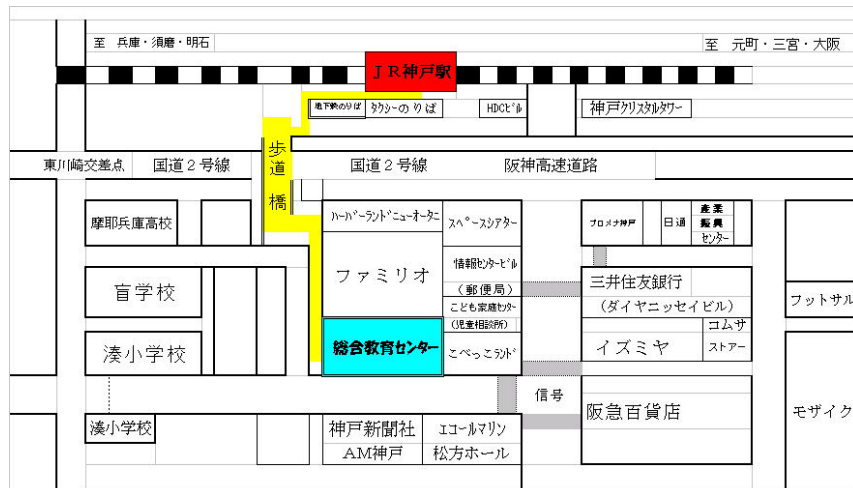 至 兵庫・須磨・明石
至 元町・三宮・大阪
JR神戸駅
地下鉄のりば
タクシーのりば
HDCビル
神戸クリスタルタワー
歩道橋
東川崎交差点
国道2号線
国道2号線
阪神高速道路
摩耶兵庫高校
ハーバーランドニューオータニ
スペースシアター
プロメナ神戸
日通
産業
振興
センター
盲学校
ファミリオ
情報センタービル
(郵便局)
こども家庭センター
(児童相談所)
三井住友銀行
(ダイヤニッセイビル)
フットサル
湊小学校
総合教育センター
こべっこランド
イズミヤ
コムサ
ストアー
信号
湊小学校
神戸新聞社
エコールマリン
AM神戸
松方ホール
阪急百貨店
モザイク